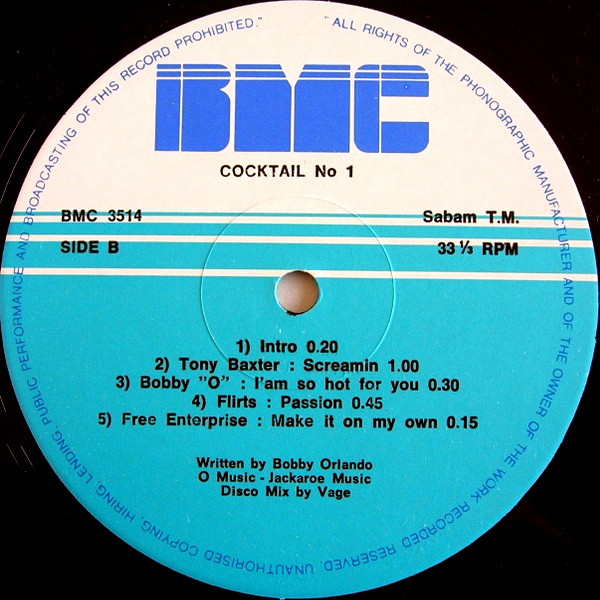 "ALL RIGHTS OF THE PHONOGRAPHIC MANUFACTURER AND OF THE OWNER OF THE WORK RECORDED RESERVED. UNAUTHORISED COPYING, HIRING, LENDING, PUBLIC PERFORMANCE AND BROADCASTING OF THIS RECORD PROHIBITED."
BMC
COCKTAIL No 1
BMC 3514 Sabam T.M.
SIDE B 33 ⅓ RPM
1) Intro 0.20
2) Tony Baxter : Screamin 1.00
3) Bobby "O" : I'am so hot for you 0.30
4) Flirts : Passion 0.45
5) Free Enterprise : Make it on my own 0.15
Written by Bobby Orlando
O Music - Jackaroe Music
Disco Mix by Vage